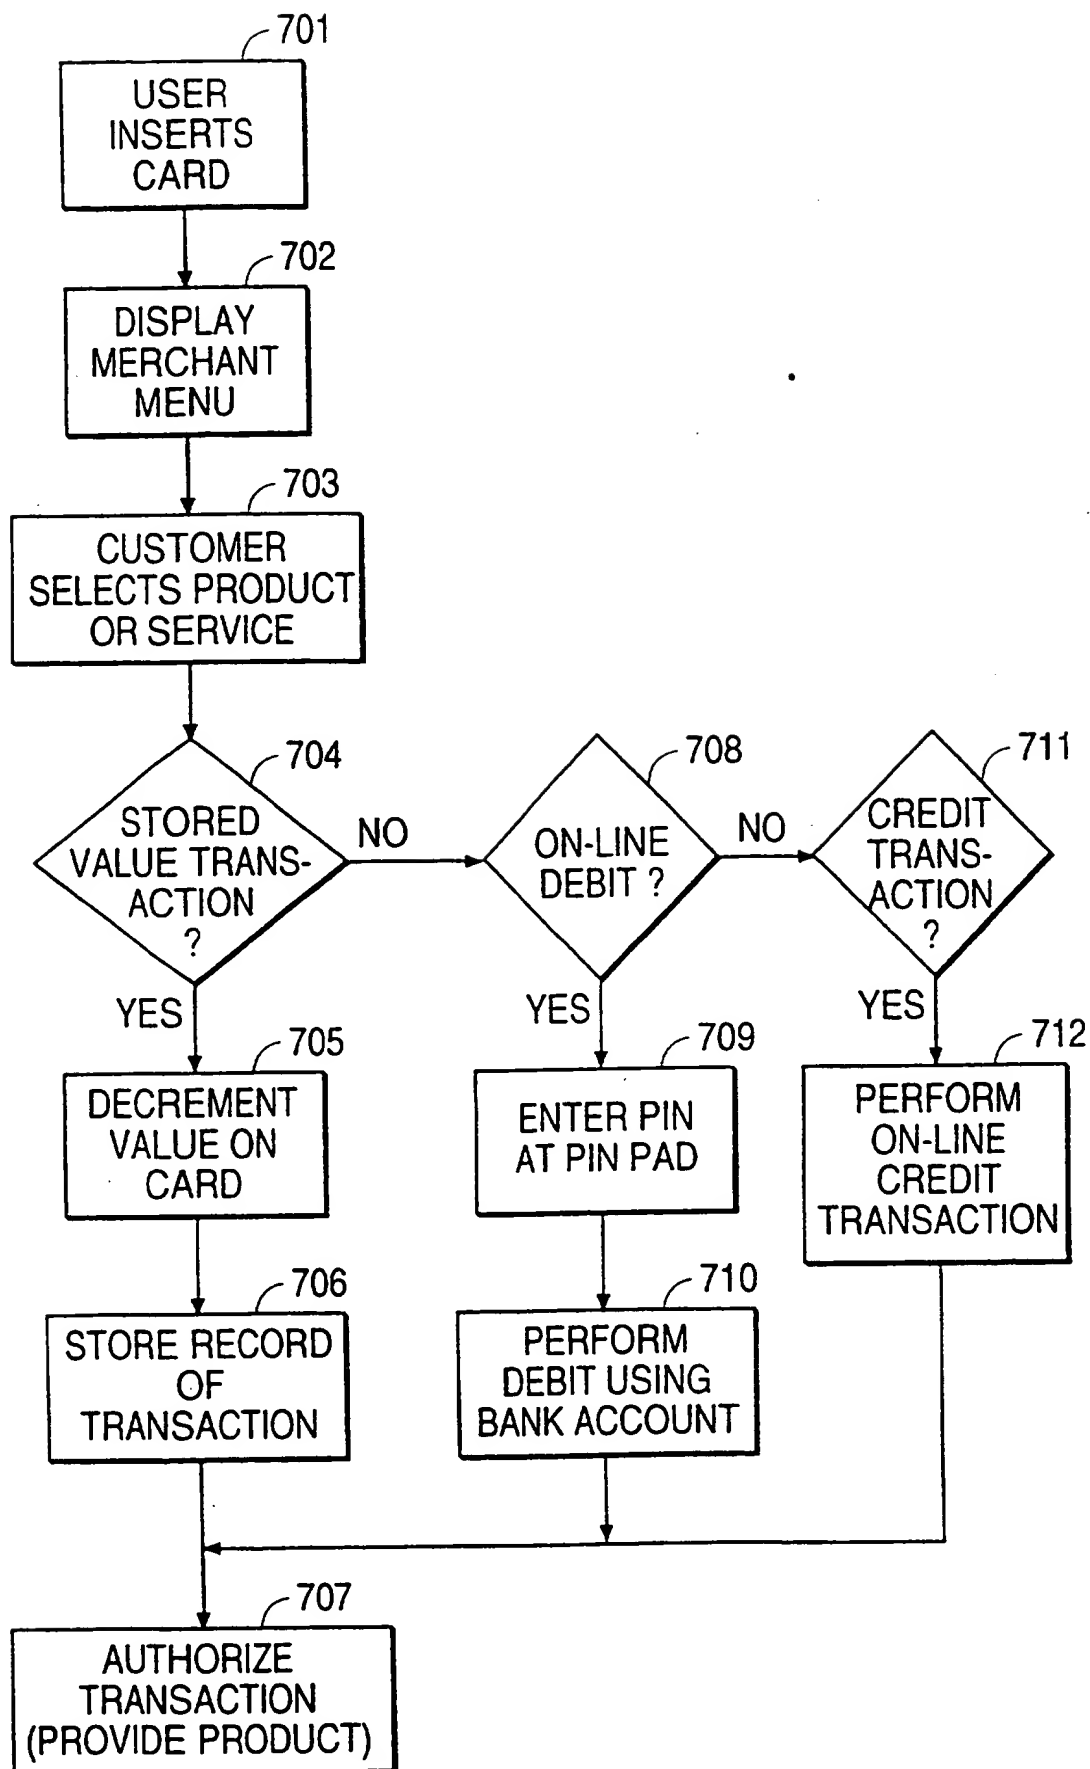 701
USER
INSERTS
CARD
702
DISPLAY
MERCHANT
MENU
703
CUSTOMER
SELECTS PRODUCT
OR SERVICE
704
STORED
VALUE TRANS-
ACTION
?
NO
YES
708
ON-LINE
DEBIT ?
NO
YES
711
CREDIT
TRANS-
ACTION
?
YES
705
DECREMENT
VALUE ON
CARD
709
ENTER PIN
AT PIN PAD
712
PERFORM
ON-LINE
CREDIT
TRANSACTION
706
STORE RECORD
OF
TRANSACTION
710
PERFORM
DEBIT USING
BANK ACCOUNT
707
AUTHORIZE
TRANSACTION
(PROVIDE PRODUCT)